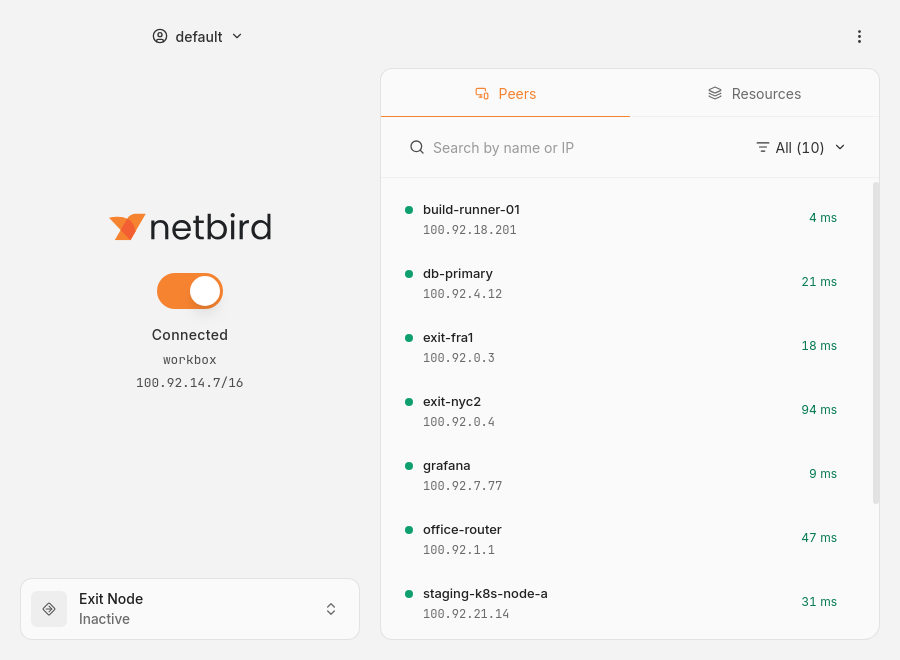 default
netbird
Connected
workbox
100.92.14.7/16
Exit Node
Inactive
Peers
Resources
Search by name or IP
All (10)
build-runner-01
100.92.18.201
4 ms
db-primary
100.92.4.12
21 ms
exit-fra1
100.92.0.3
18 ms
exit-nyc2
100.92.0.4
94 ms
grafana
100.92.7.77
9 ms
office-router
100.92.1.1
47 ms
staging-k8s-node-a
100.92.21.14
31 ms